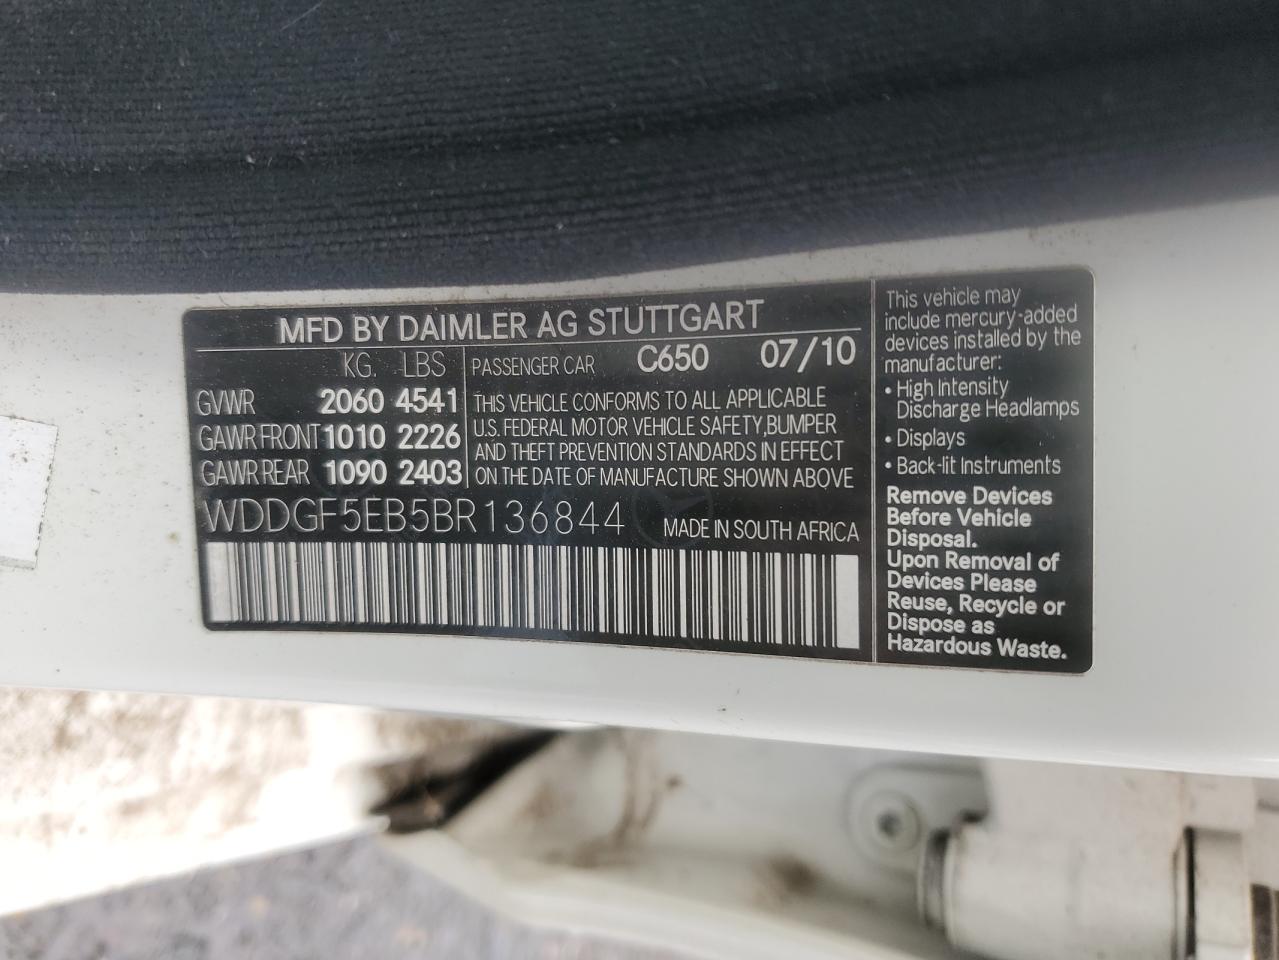 MFD BY DAIMLER AG STUTTGART
KG. LBS
GVWR 2060 4541
GAWR FRONT 1010 2226
GAWR REAR 1090 2403
PASSENGER CAR C650 07/10
THIS VEHICLE CONFORMS TO ALL APPLICABLE
U.S. FEDERAL MOTOR VEHICLE SAFETY,BUMPER
AND THEFT PREVENTION STANDARDS IN EFFECT
ON THE DATE OF MANUFACTURE SHOWN ABOVE
WDDGF5EB5BR136844 MADE IN SOUTH AFRICA
This vehicle may
include mercury-added
devices installed by the
manufacturer:
• High Intensity
Discharge Headlamps
• Displays
• Back-lit Instruments
Remove Devices
Before Vehicle
Disposal.
Upon Removal of
Devices Please
Reuse, Recycle or
Dispose as
Hazardous Waste.